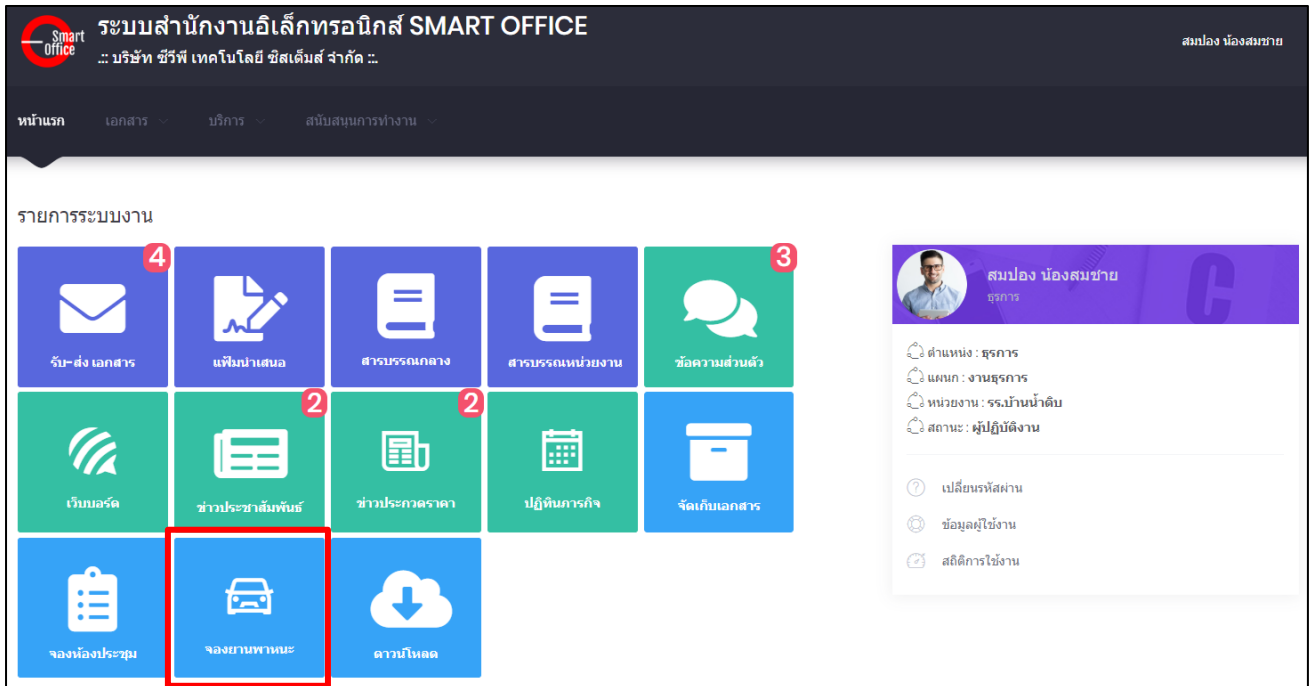 Smart
Office
ระบบสำนักงานอิเล็กทรอนิกส์ SMART OFFICE
.:: บริษัท ซีวีพี เทคโนโลยี ซิสเต็มส์ จำกัด ::.
สมปอง น้องสมชาย
หน้าแรก เอกสาร บริการ สนับสนุนการทำงาน
รายการระบบงาน
4
3
รับ-ส่ง เอกสาร แฟ้มนำเสนอ สารบรรณกลาง สารบรรณหน่วยงาน ข้อความส่วนตัว
2
2
เว็บบอร์ด ข่าวประชาสัมพันธ์ ข่าวประกวดราคา ปฏิทินภารกิจ จัดเก็บเอกสาร
จองห้องประชุม จองยานพาหนะ ดาวน์โหลด
สมปอง น้องสมชาย
ธุรการ
C
ตำแหน่ง : ธุรการ
แผนก : งานธุรการ
หน่วยงาน : รร.บ้านน้ำดิบ
สถานะ : ผู้ปฏิบัติงาน
เปลี่ยนรหัสผ่าน
ข้อมูลผู้ใช้งาน
สถิติการใช้งาน